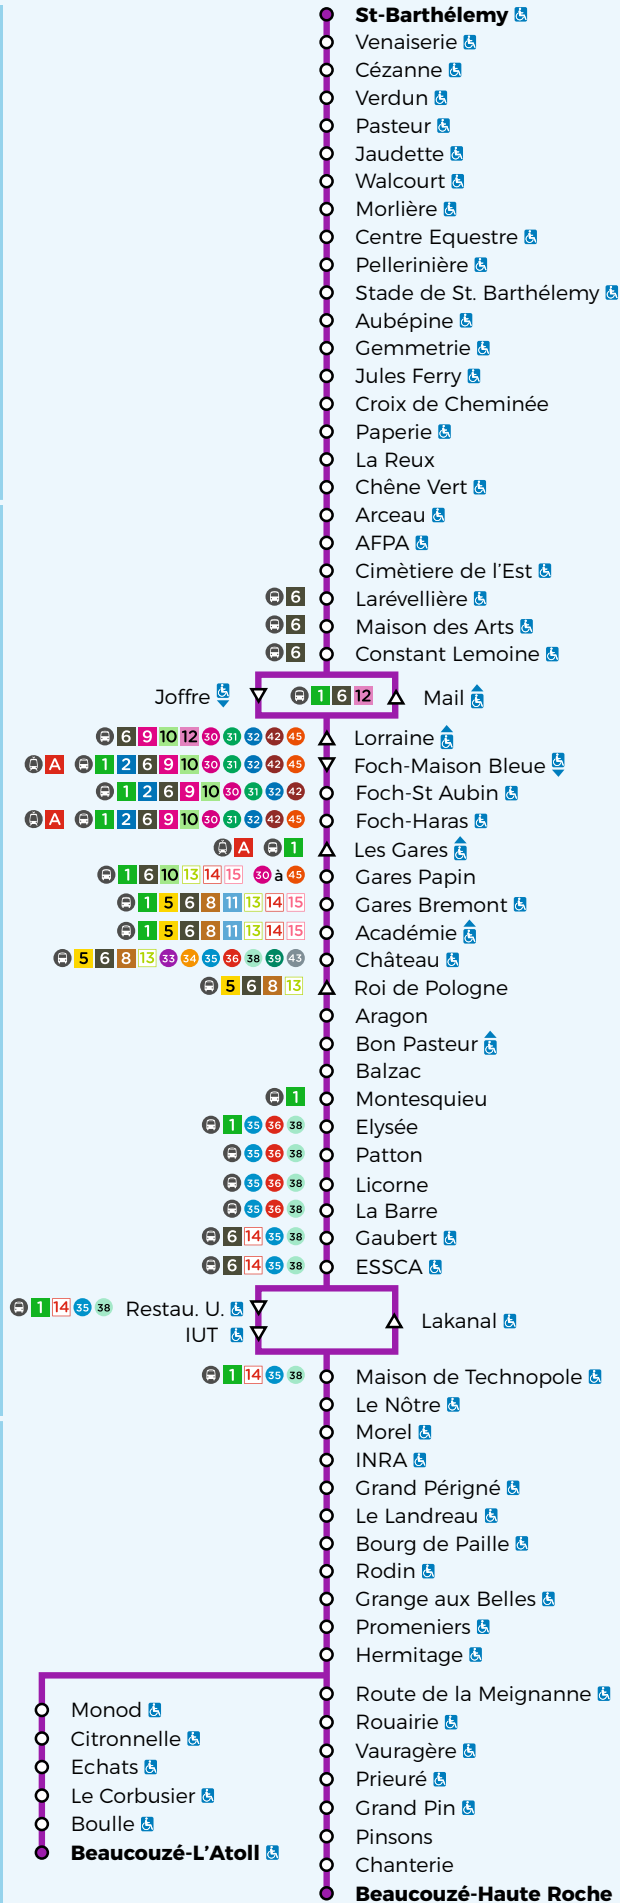 St-Barthélemy
Venaiserie
Cézanne
Verdun
Pasteur
Jaudette
Walcourt
Morlière
Centre Equestre
Pellerinière
Stade de St. Barthélemy
Aubépine
Gemmetrie
Jules Ferry
Croix de Cheminée
Paperie
La Reux
Chêne Vert
Arceau
AFPA
Cimètiere de l'Est
6 Larévellière
6 Maison des Arts
6 Constant Lemoine
Joffre 1 6 12 Mail
6 9 10 12 30 31 32 42 45 Lorraine
A 1 2 6 9 10 30 31 32 42 45 Foch-Maison Bleue
1 2 6 9 10 30 31 32 42 Foch-St Aubin
A 1 2 6 9 10 30 31 32 42 45 Foch-Haras
A 1 Les Gares
1 6 10 13 14 15 30 à 45 Gares Papin
1 5 6 8 11 13 14 15 Gares Bremont
1 5 6 8 11 13 14 15 Académie
5 6 8 13 33 34 35 36 38 39 43 Château
5 6 8 13 Roi de Pologne
Aragon
Bon Pasteur
Balzac
1 Montesquieu
1 35 36 38 Elysée
35 36 38 Patton
35 36 38 Licorne
35 36 38 La Barre
6 14 35 38 Gaubert
6 14 35 38 ESSCA
1 14 35 38 Restau. U.
IUT
Lakanal
1 14 35 38 Maison de Technopole
Le Nôtre
Morel
INRA
Grand Périgné
Le Landreau
Bourg de Paille
Rodin
Grange aux Belles
Promeniers
Hermitage
Monod
Citronnelle
Echats
Le Corbusier
Boulle
Beaucouzé-L'Atoll
Route de la Meignanne
Rouairie
Vauragère
Prieuré
Grand Pin
Pinsons
Chanterie
Beaucouzé-Haute Roche